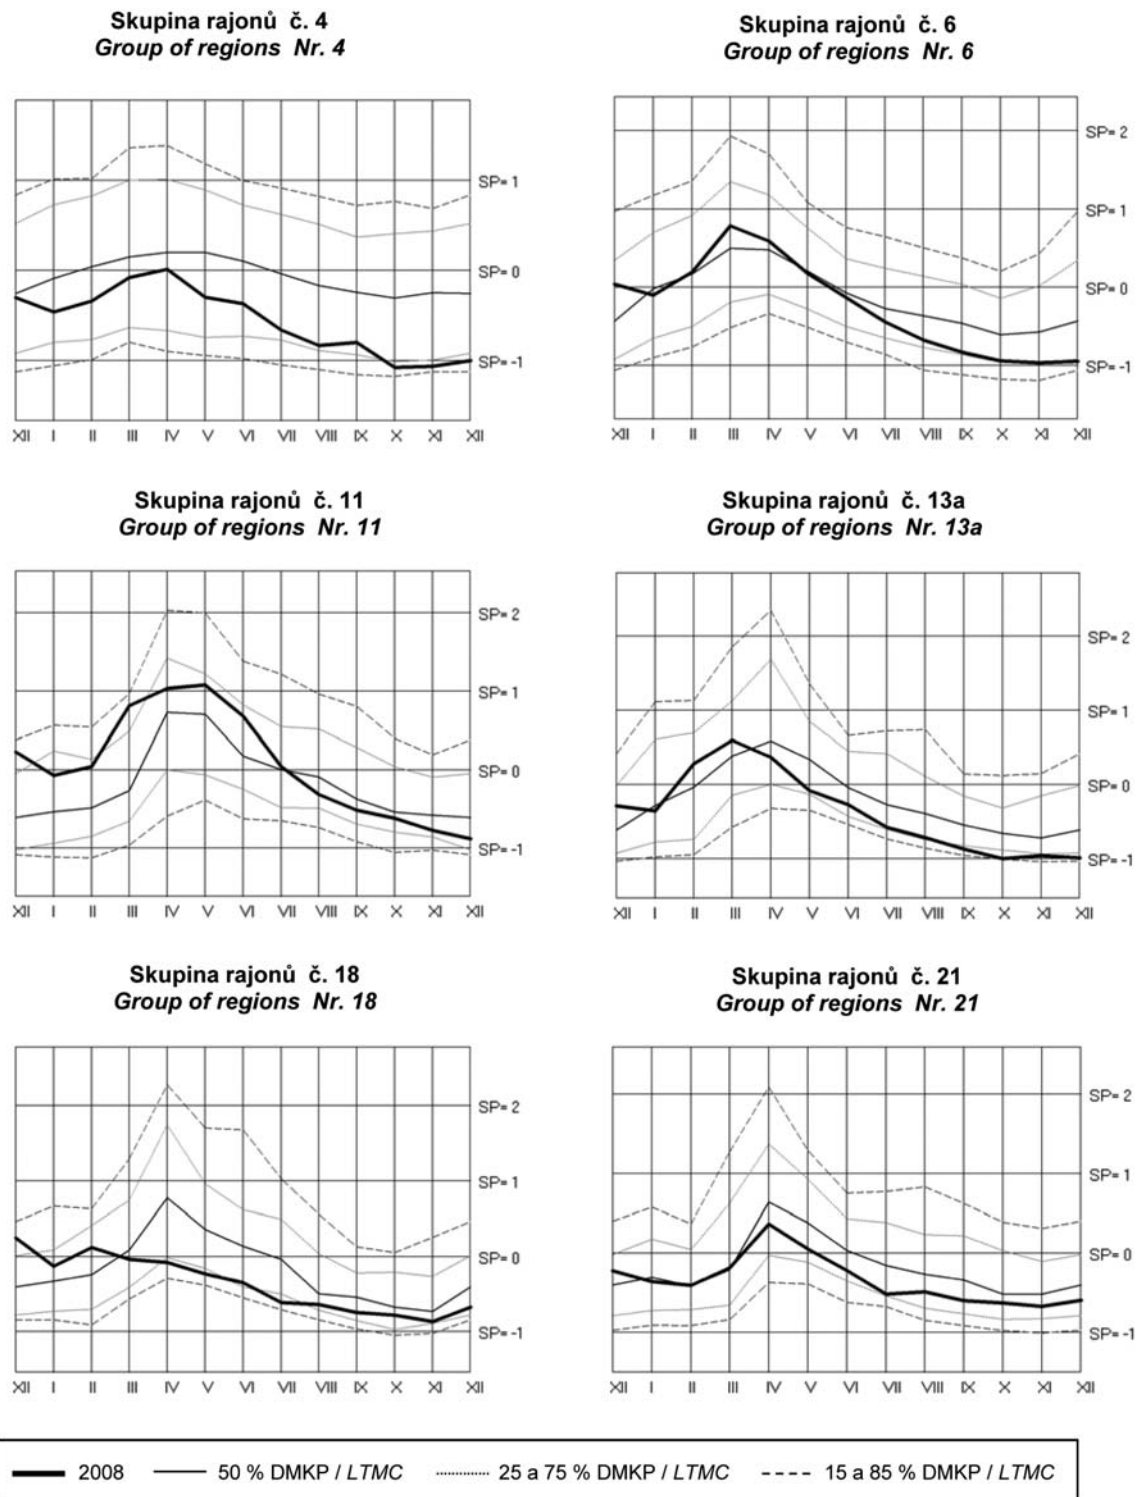 Skupina rajonů č. 4
Group of regions Nr. 4
SP= 1
SP= 0
SP= -1
XII I II III IV V VI VII VIII IX X XI XII
Skupina rajonů č. 6
Group of regions Nr. 6
SP= 2
SP= 1
SP= 0
SP= -1
XII I II III IV V VI VII VIII IX X XI XII
Skupina rajonů č. 11
Group of regions Nr. 11
SP= 2
SP= 1
SP= 0
SP= -1
XII I II III IV V VI VII VIII IX X XI XII
Skupina rajonů č. 13a
Group of regions Nr. 13a
SP= 2
SP= 1
SP= 0
SP= -1
XII I II III IV V VI VII VIII IX X XI XII
Skupina rajonů č. 18
Group of regions Nr. 18
SP= 2
SP= 1
SP= 0
SP= -1
XII I II III IV V VI VII VIII IX X XI XII
Skupina rajonů č. 21
Group of regions Nr. 21
SP= 2
SP= 1
SP= 0
SP= -1
XII I II III IV V VI VII VIII IX X XI XII
2008 50 % DMKP / LTMC 25 a 75 % DMKP / LTMC 15 a 85 % DMKP / LTMC